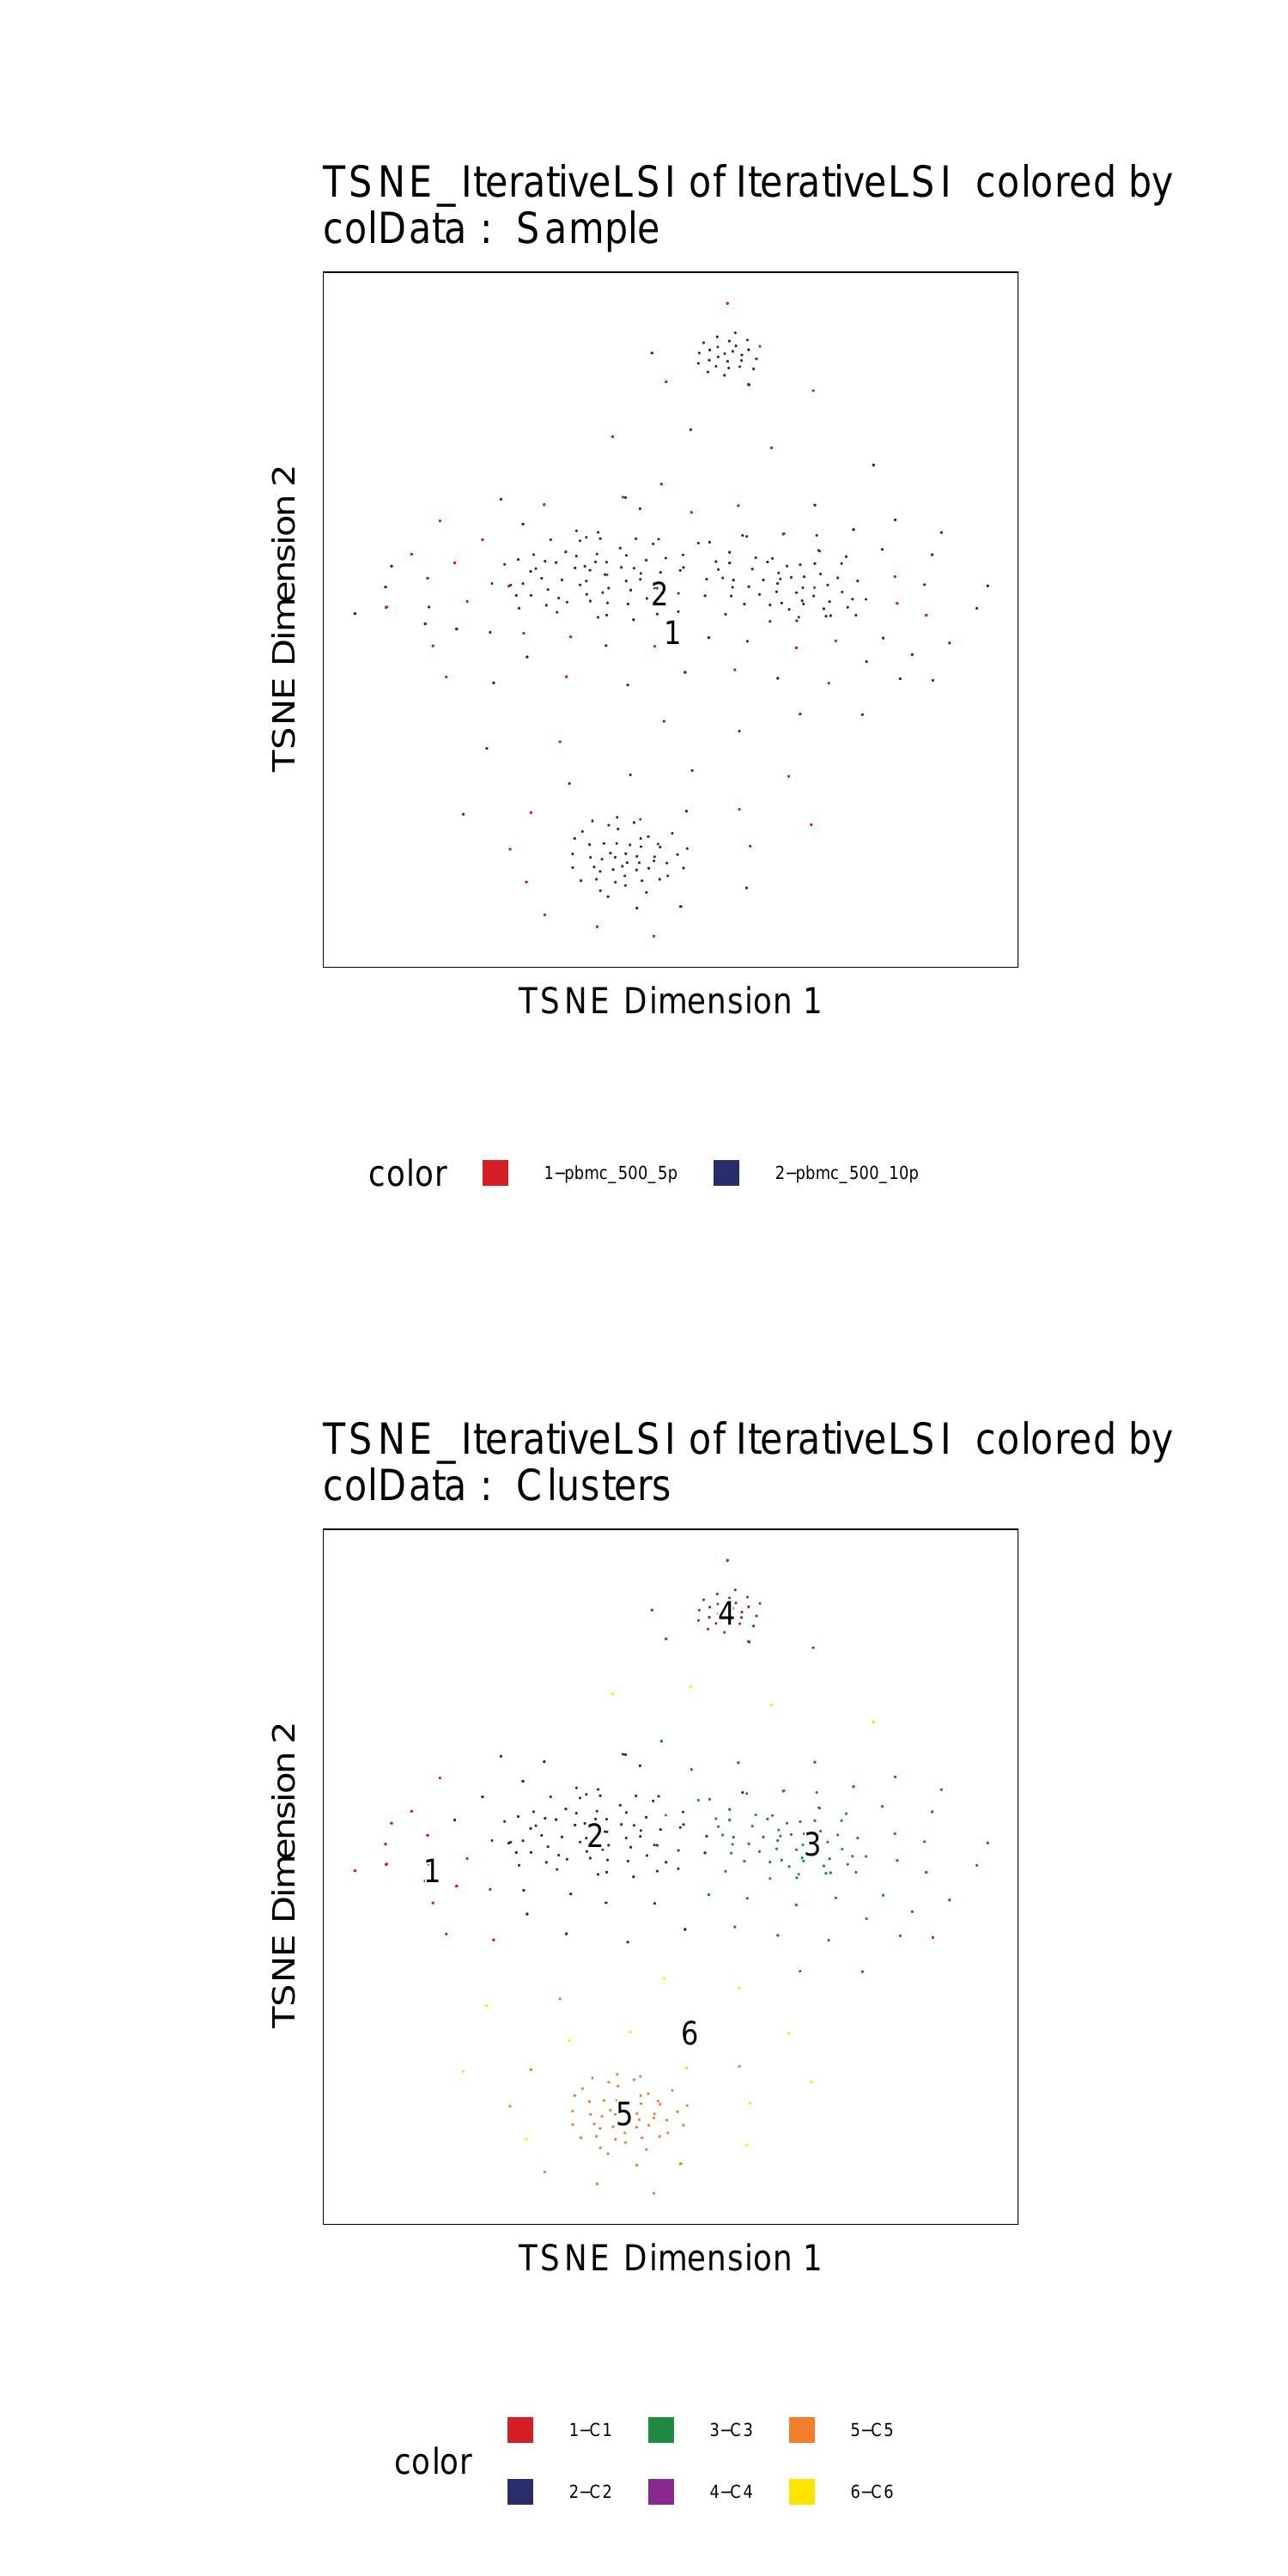 TSNE_IterativeLSI of IterativeLSI colored by
colData : Sample
TSNE Dimension 2
2
1
TSNE Dimension 1
color 1−pbmc_500_5p 2−pbmc_500_10p
TSNE_IterativeLSI of IterativeLSI colored by
colData : Clusters
TSNE Dimension 2
4
2
3
1
6
5
TSNE Dimension 1
color
1−C1 3−C3 5−C5
2−C2 4−C4 6−C6